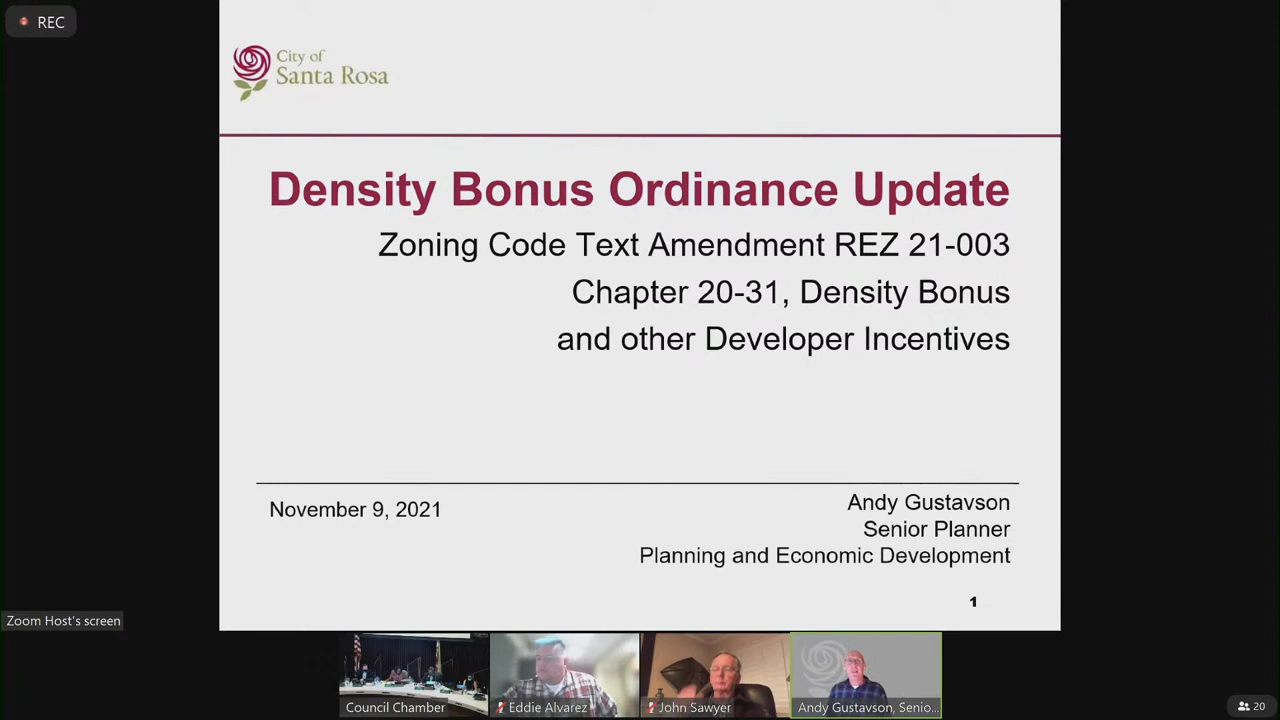 REC
City of
Santa Rosa
Density Bonus Ordinance Update
Zoning Code Text Amendment REZ 21-003
Chapter 20-31, Density Bonus
and other Developer Incentives
November 9, 2021
Andy Gustavson
Senior Planner
Planning and Economic Development
1
Zoom Host's screen
Council Chamber
Eddie Alvarez
John Sawyer
Andy Gustavson, Senio...
20